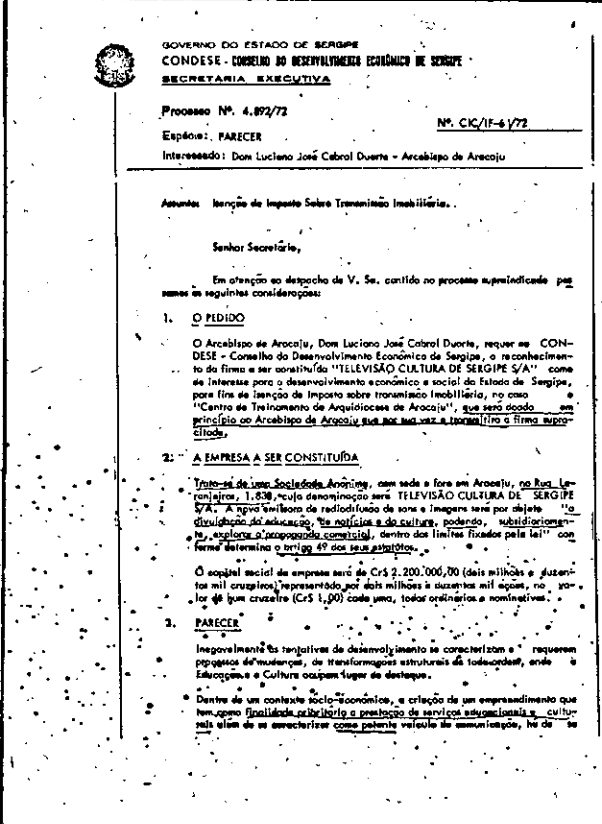 GOVERNO DO ESTADO DE SERGIPE
CONDESE - CONSELHO DO DESENVOLVIMENTO ECONÔMICO DE SERGIPE
SECRETARIA EXECUTIVA
Processo Nº. 4.892/72
Nº. CIC/IF-61/72
Espécie: PARECER
Interessado: Dom Luciano José Cabral Duarte - Arcebispo de Aracaju
Assunto: Isenção de Imposto Sobre Transmissão Imobiliária.
Senhor Secretário,
Em atenção ao despacho de V. Sa. contido no processo supraindicado pas
samos às seguintes considerações:
1. O PEDIDO
O Arcebispo de Aracaju, Dom Luciano José Cabral Duarte, requer ao CON-
DESE - Conselho do Desenvolvimento Econômico de Sergipe, o reconhecimen-
to da firma a ser constituída "TELEVISÃO CULTURA DE SERGIPE S/A" como
de interesse para o desenvolvimento econômico e social do Estado de Sergipe,
para fins de isenção de Imposto sobre transmissão imobiliária, no caso o
"Centro de Treinamento da Arquidiocese de Aracaju", que será doado em
princípio ao Arcebispo de Aracaju que por sua vez o transmitirá à firma supra-
citada.
2. A EMPRESA A SER CONSTITUÍDA
Trata-se de uma Sociedade Anônima, com sede e foro em Aracaju, na Rua La-
ranjeiras, 1.838, cuja denominação será TELEVISÃO CULTURA DE SERGIPE
S/A. A nova emissora de radiodifusão de sons e imagens será por objeto "a
divulgação da educação, de notícias e da cultura, podendo, subsidiariamen-
te, explorar a propaganda comercial, dentro dos limites fixados pela lei" con
forme determina o artigo 4º dos seus estatutos.
O capital social da empresa será de Cr$ 2.200.000,00 (dois milhões e duzen-
tos mil cruzeiros) representado por dois milhões e duzentas mil ações, no va-
lor de hum cruzeiro (Cr$ 1,00) cada uma, todas ordinárias e nominativas.
3. PARECER
Inegavelmente as tentativas de desenvolvimento se caracterizam e requerem
processos de mudanças, de transformações estruturais de toda ordem, onde a
Educação e a Cultura ocupam lugar de destaque.
Dentro de um contexto sócio-econômico, a criação de um empreendimento que
tem como finalidade prioritária a prestação de serviços educacionais e cultu-
rais além de se caracterizar como potente veículo de comunicação, há de se